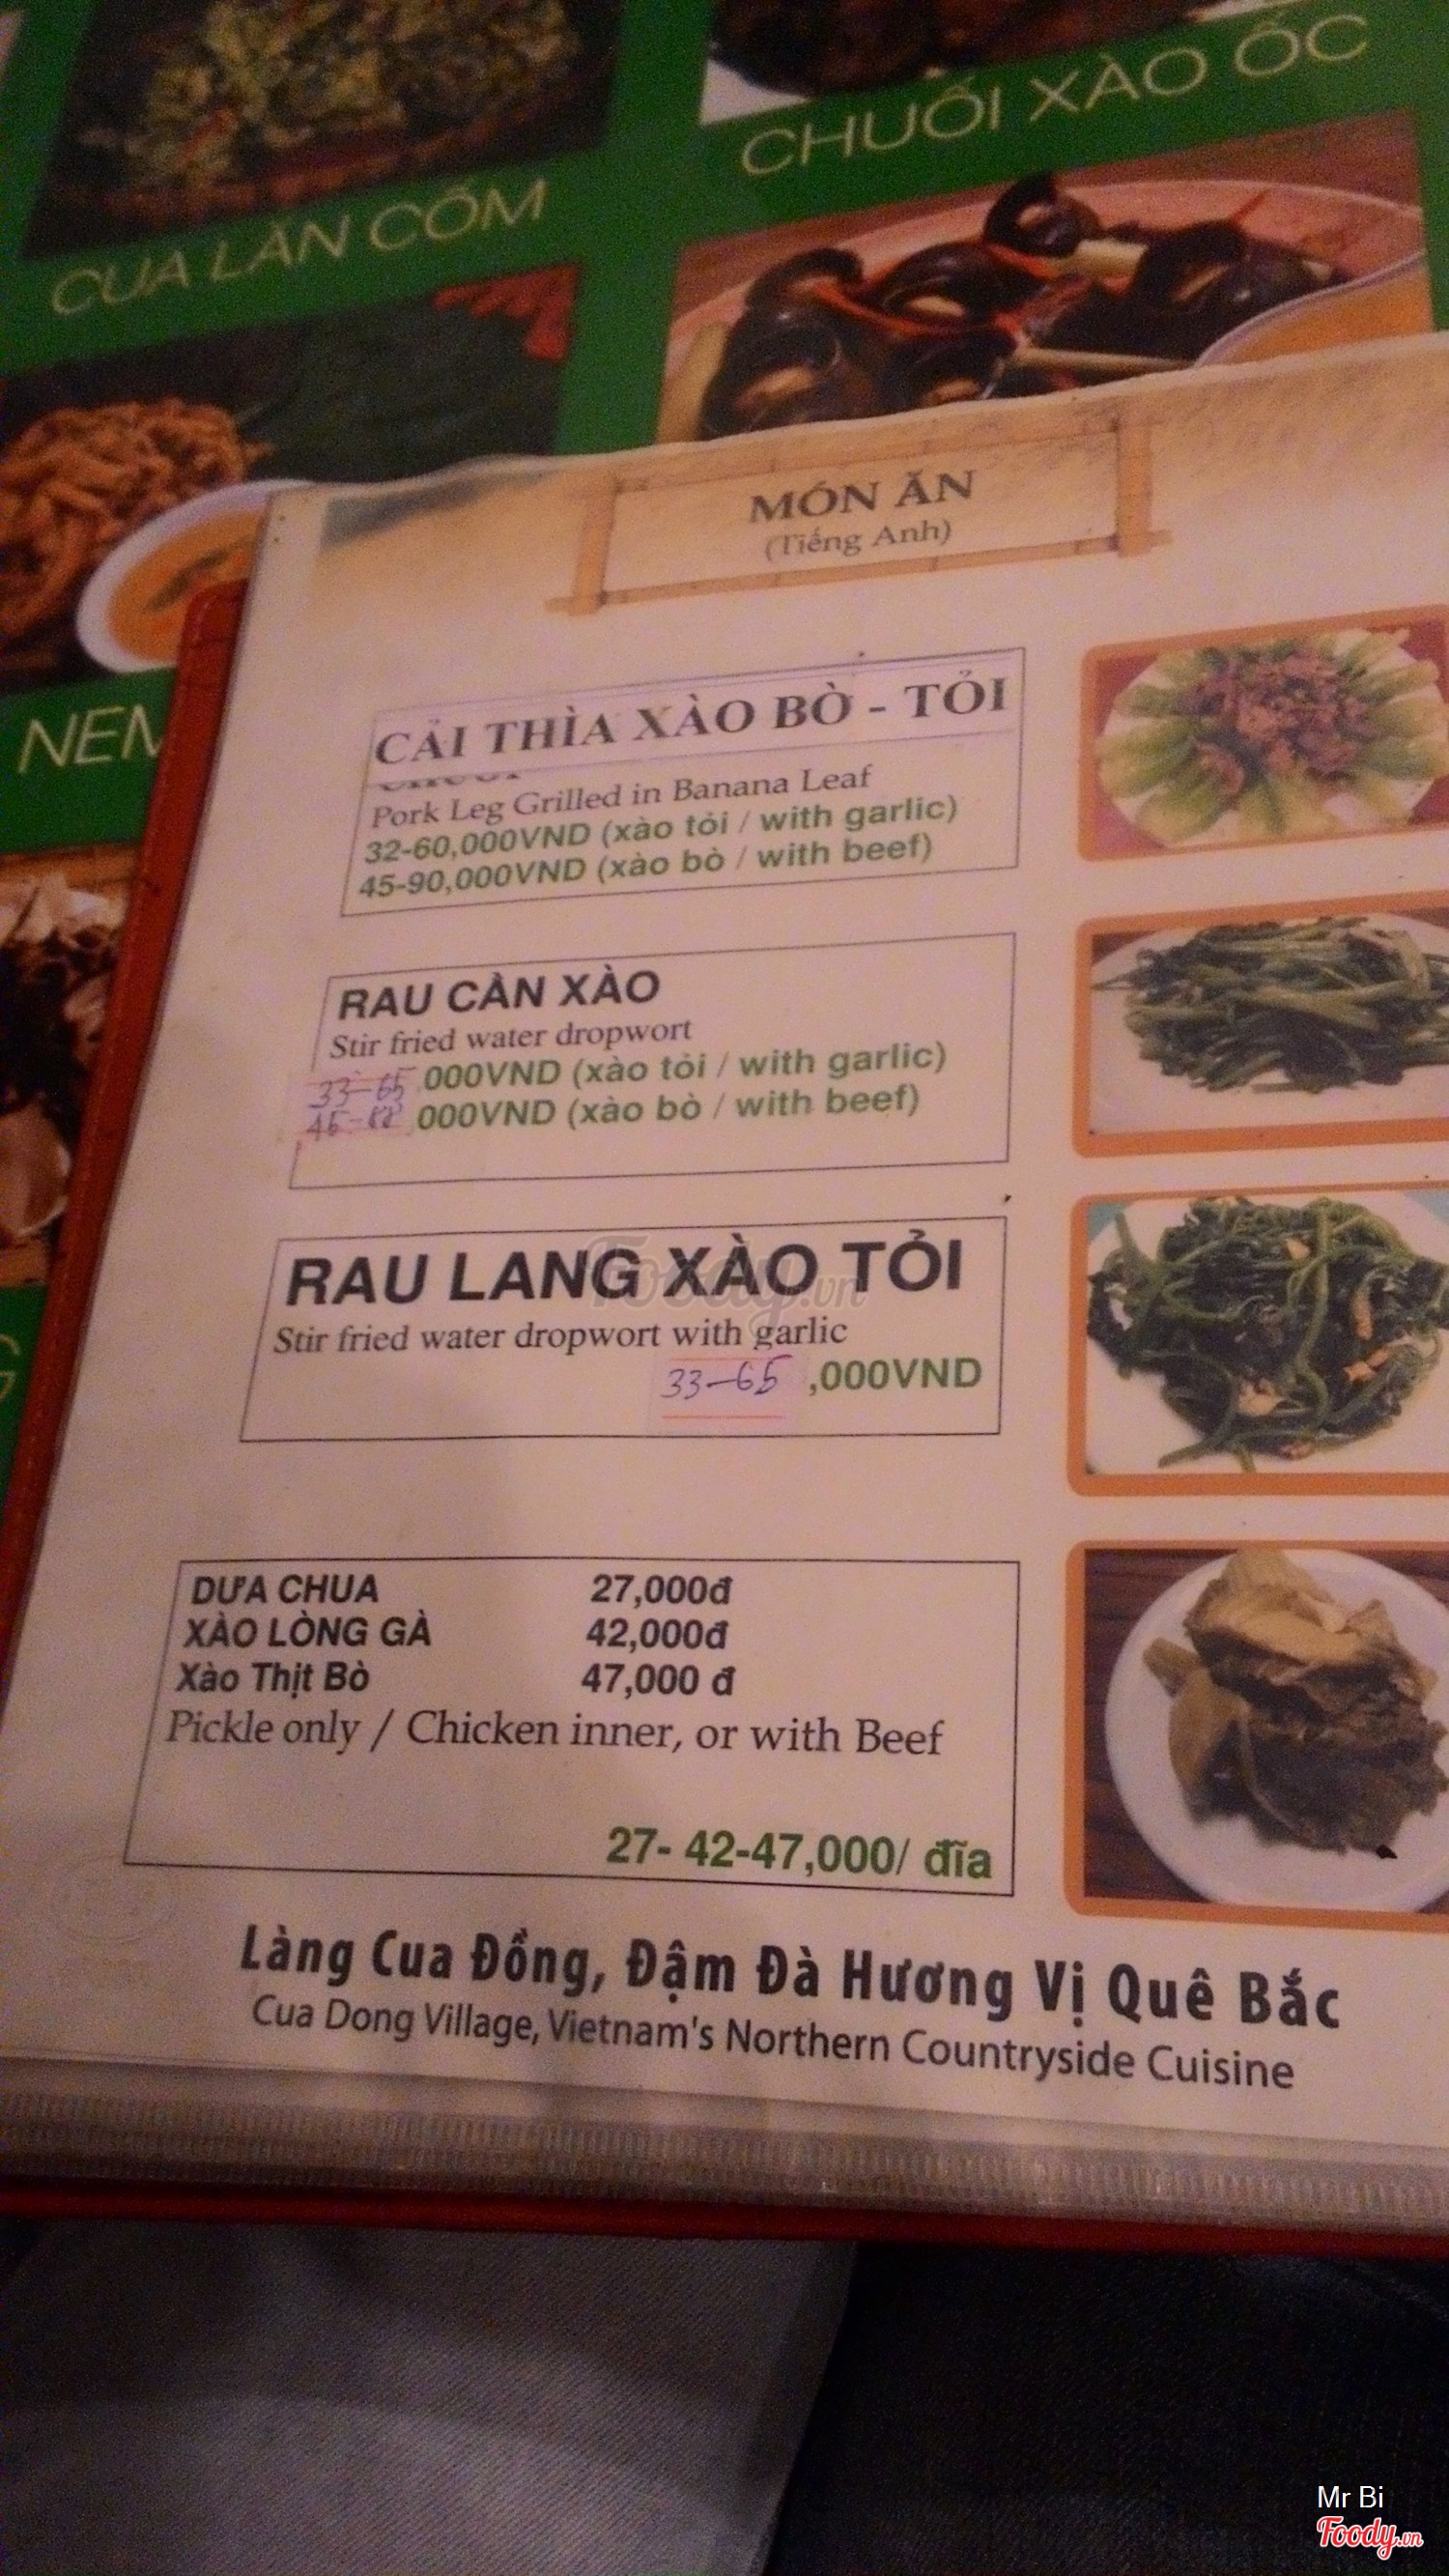 CHUỐI XÀO ỐC
CUA LĂN CỐM
NEM
MÓN ĂN
(Tiếng Anh)
CẢI THÌA XÀO BÒ - TỎI
Pork Leg Grilled in Banana Leaf
32-60,000VND (xào tỏi / with garlic)
45-90,000VND (xào bò / with beef)
RAU CÀN XÀO
Stir fried water dropwort
33-65 000VND (xào tỏi / with garlic)
000VND (xào bò / with beef)
RAU LANG XÀO TỎI
Stir fried water dropwort with garlic
33-65 ,000VND
DƯA CHUA 27,000đ
XÀO LÒNG GÀ 42,000đ
Xào Thịt Bò 47,000 đ
Pickle only / Chicken inner, or with Beef
27- 42-47,000/ đĩa
Làng Cua Đồng, Đậm Đà Hương Vị Quê Bắc
Cua Dong Village, Vietnam's Northern Countryside Cuisine
Foody.vn
Mr Bi
Foody.vn